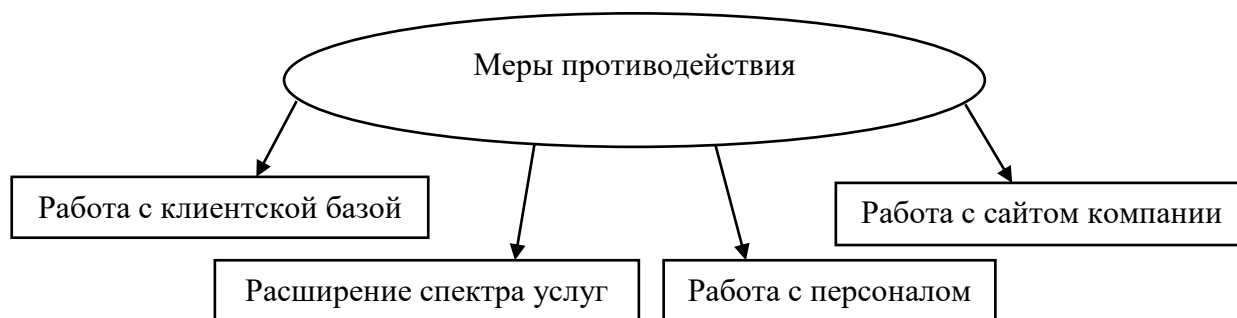 Меры противодействия
Работа с клиентской базой
Работа с сайтом компании
Расширение спектра услуг
Работа с персоналом